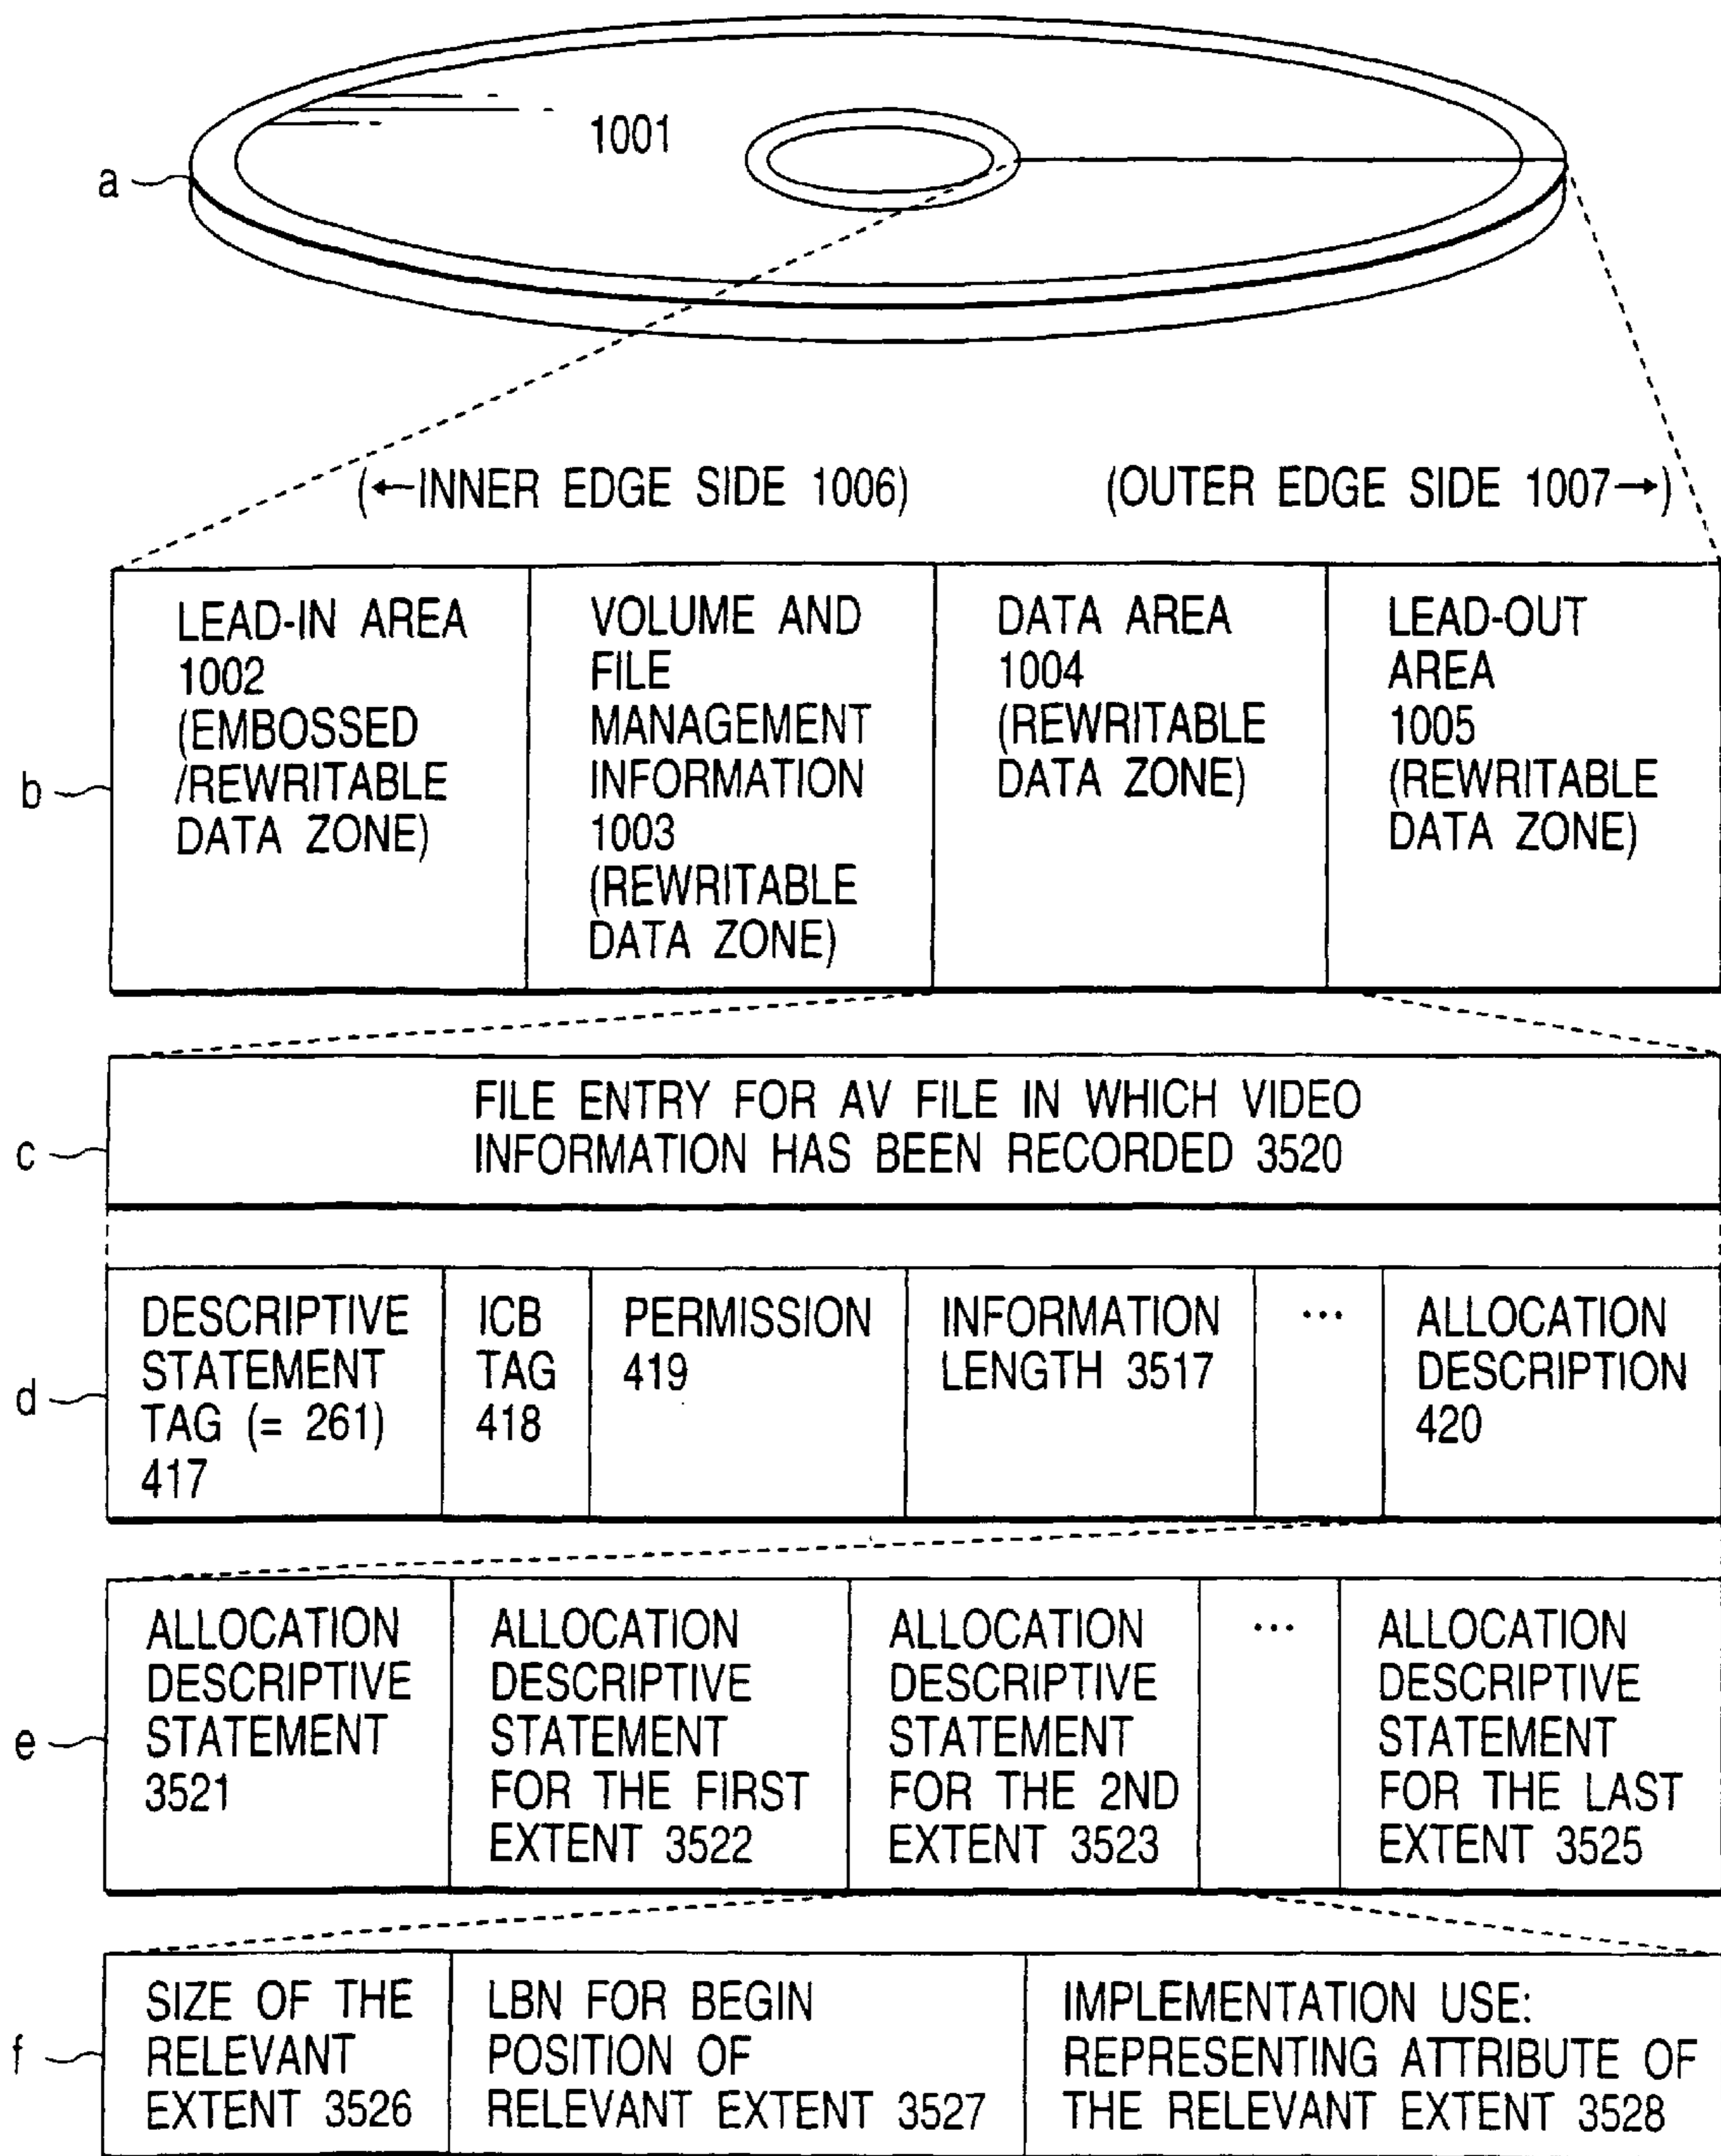 1001
a
(←INNER EDGE SIDE 1006)
(OUTER EDGE SIDE 1007→)
b
LEAD-IN AREA
1002
(EMBOSSED
/REWRITABLE
DATA ZONE)
VOLUME AND
FILE
MANAGEMENT
INFORMATION
1003
(REWRITABLE
DATA ZONE)
DATA AREA
1004
(REWRITABLE
DATA ZONE)
LEAD-OUT
AREA
1005
(REWRITABLE
DATA ZONE)
c
FILE ENTRY FOR AV FILE IN WHICH VIDEO
INFORMATION HAS BEEN RECORDED 3520
d
DESCRIPTIVE
STATEMENT
TAG (= 261)
417
ICB
TAG
418
PERMISSION
419
INFORMATION
LENGTH 3517
...
ALLOCATION
DESCRIPTION
420
e
ALLOCATION
DESCRIPTIVE
STATEMENT
3521
ALLOCATION
DESCRIPTIVE
STATEMENT
FOR THE FIRST
EXTENT 3522
ALLOCATION
DESCRIPTIVE
STATEMENT
FOR THE 2ND
EXTENT 3523
...
ALLOCATION
DESCRIPTIVE
STATEMENT
FOR THE LAST
EXTENT 3525
f
SIZE OF THE
RELEVANT
EXTENT 3526
LBN FOR BEGIN
POSITION OF
RELEVANT EXTENT 3527
IMPLEMENTATION USE:
REPRESENTING ATTRIBUTE OF
THE RELEVANT EXTENT 3528